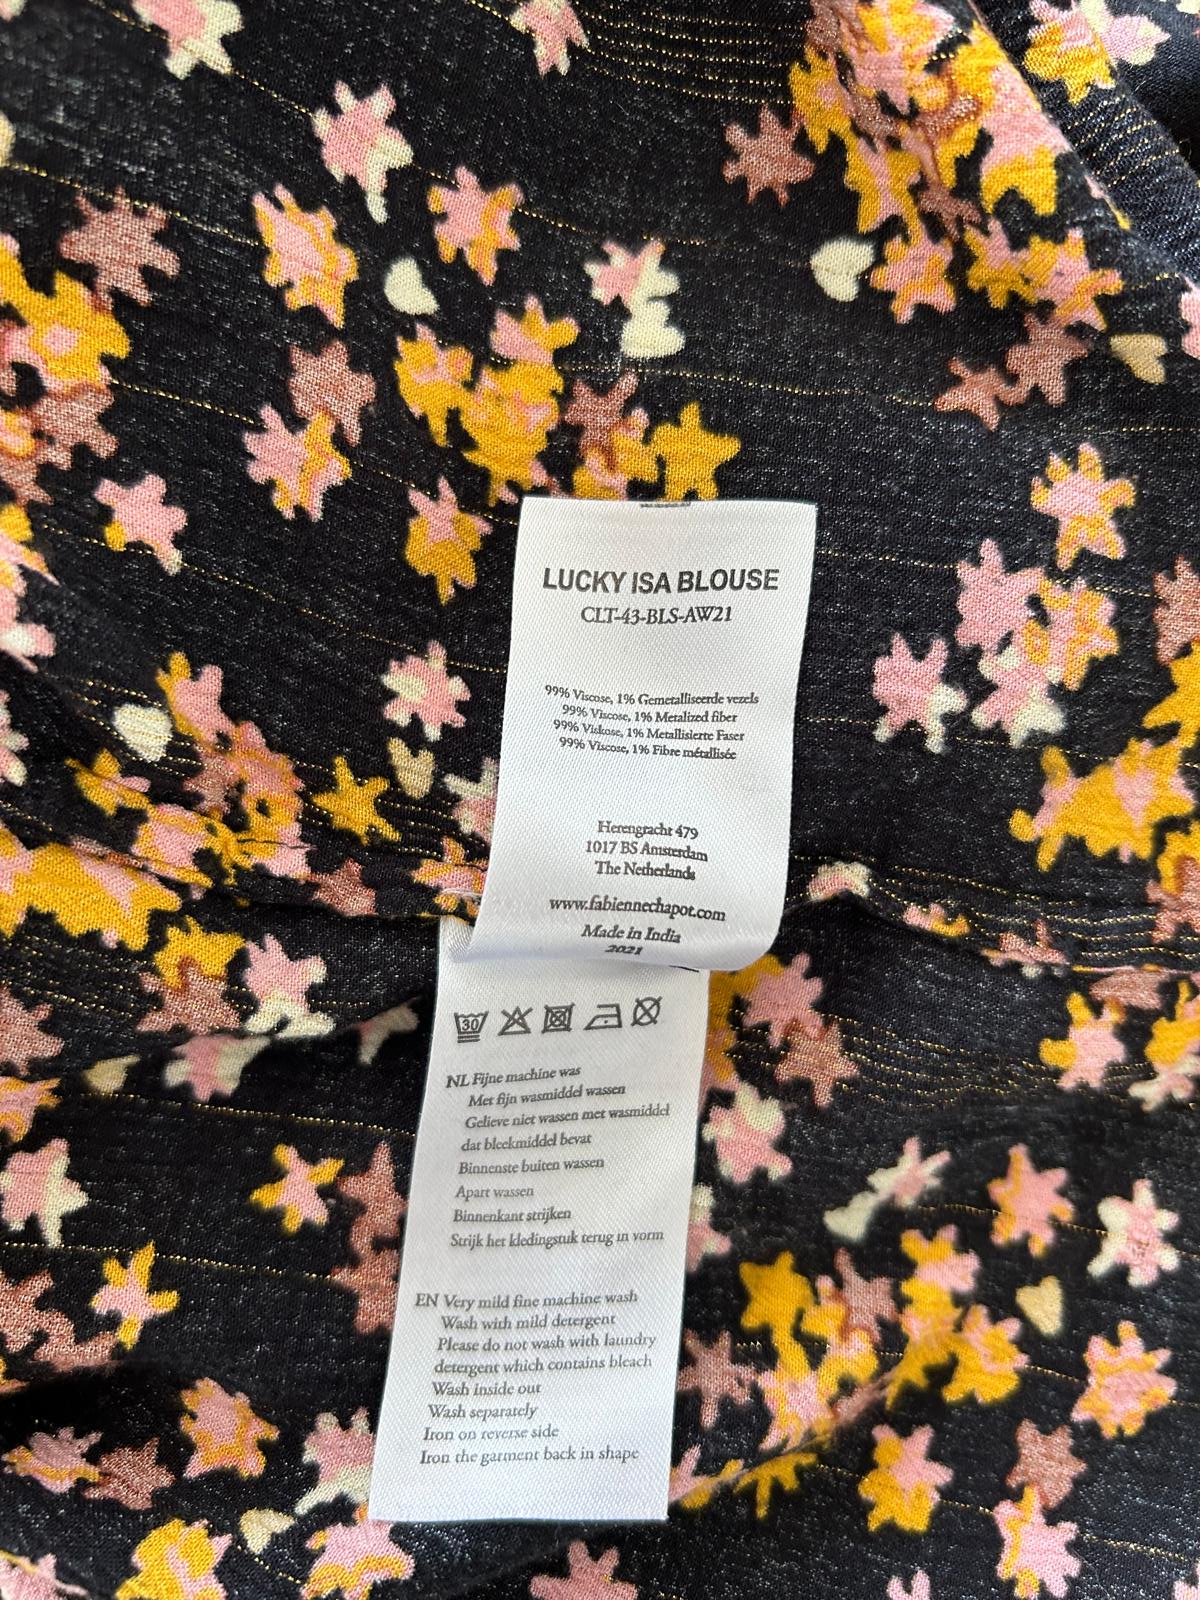 LUCKY ISA BLOUSE
CLT-43-BLS-AW21
99% Viscose, 1% Gemetalliseerde vezels
99% Viscose, 1% Metalized fiber
99% Viskose, 1% Metallisierte Faser
99% Viscose, 1% Fibre métallisée
Herengracht 479
1017 BS Amsterdam
The Netherlands
www.fabiennechapot.com
Made in India
2021
30
NL Fijne machine was
Met fijn wasmiddel wassen
Gelieve niet wassen met wasmiddel
dat bleekmiddel bevat
Binnenste buiten wassen
Apart wassen
Binnenkant strijken
Strijk het kledingstuk terug in vorm
EN Very mild fine machine wash
Wash with mild detergent
Please do not wash with laundry
detergent which contains bleach
Wash inside out
Wash separately
Iron on reverse side
Iron the garment back in shape